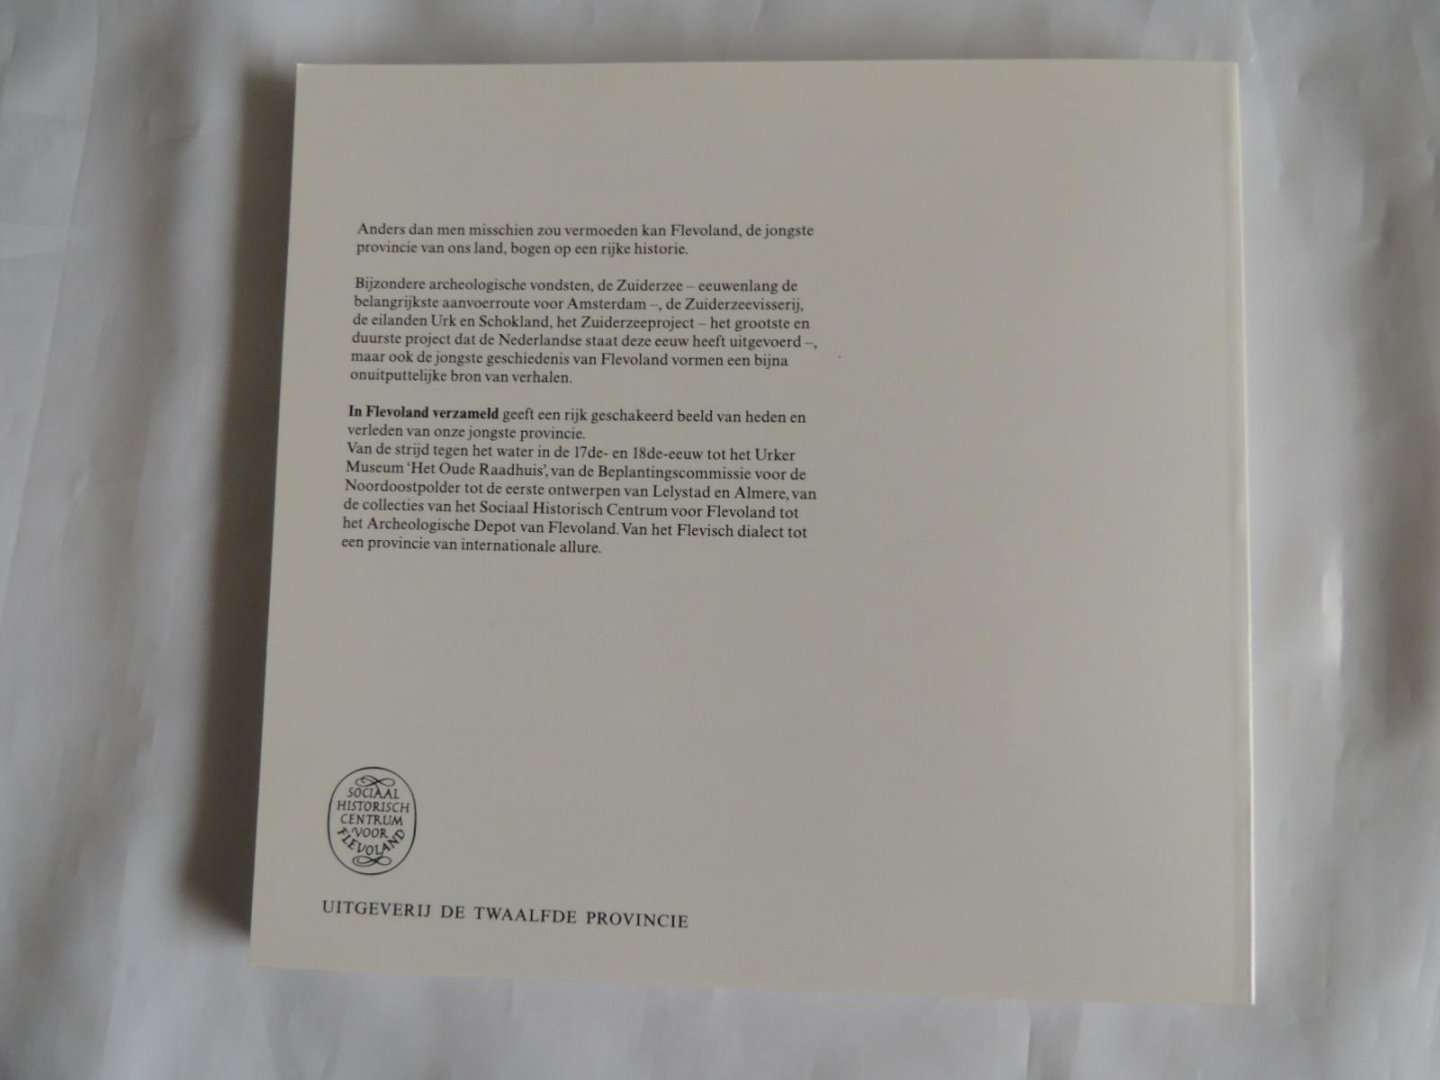 Anders dan men misschien zou vermoeden kan Flevoland, de jongste
provincie van ons land, bogen op een rijke historie.
Bijzondere archeologische vondsten, de Zuiderzee – eeuwenlang de
belangrijkste aanvoerroute voor Amsterdam –, de Zuiderzeevisserij,
de eilanden Urk en Schokland, het Zuiderzeeproject – het grootste en
duurste project dat de Nederlandse staat deze eeuw heeft uitgevoerd –,
maar ook de jongste geschiedenis van Flevoland vormen een bijna
onuitputtelijke bron van verhalen.
In Flevoland verzameld geeft een rijk geschakeerd beeld van heden en
verleden van onze jongste provincie.
Van de strijd tegen het water in de 17de- en 18de-eeuw tot het Urker
Museum 'Het Oude Raadhuis', van de Beplantingscommissie voor de
Noordoostpolder tot de eerste ontwerpen van Lelystad en Almere, van
de collecties van het Sociaal Historisch Centrum voor Flevoland tot
het Archeologische Depot van Flevoland. Van het Flevisch dialect tot
een provincie van internationale allure.
SOCIAAL
HISTORISCH
CENTRUM
VOOR
FLEVOLAND
UITGEVERIJ DE TWAALFDE PROVINCIE